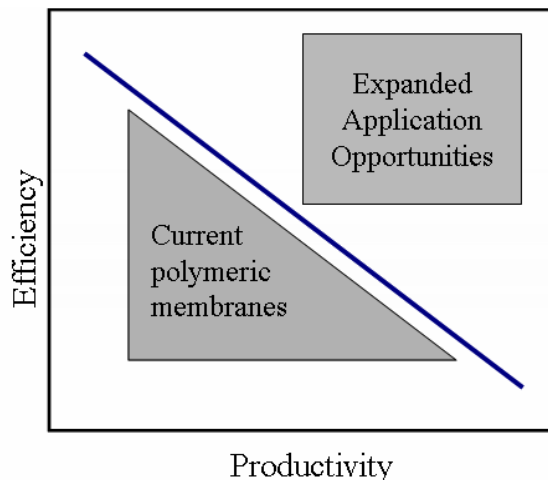 Expanded
Application
Opportunities
Current
polymeric
membranes
Efficiency
Productivity